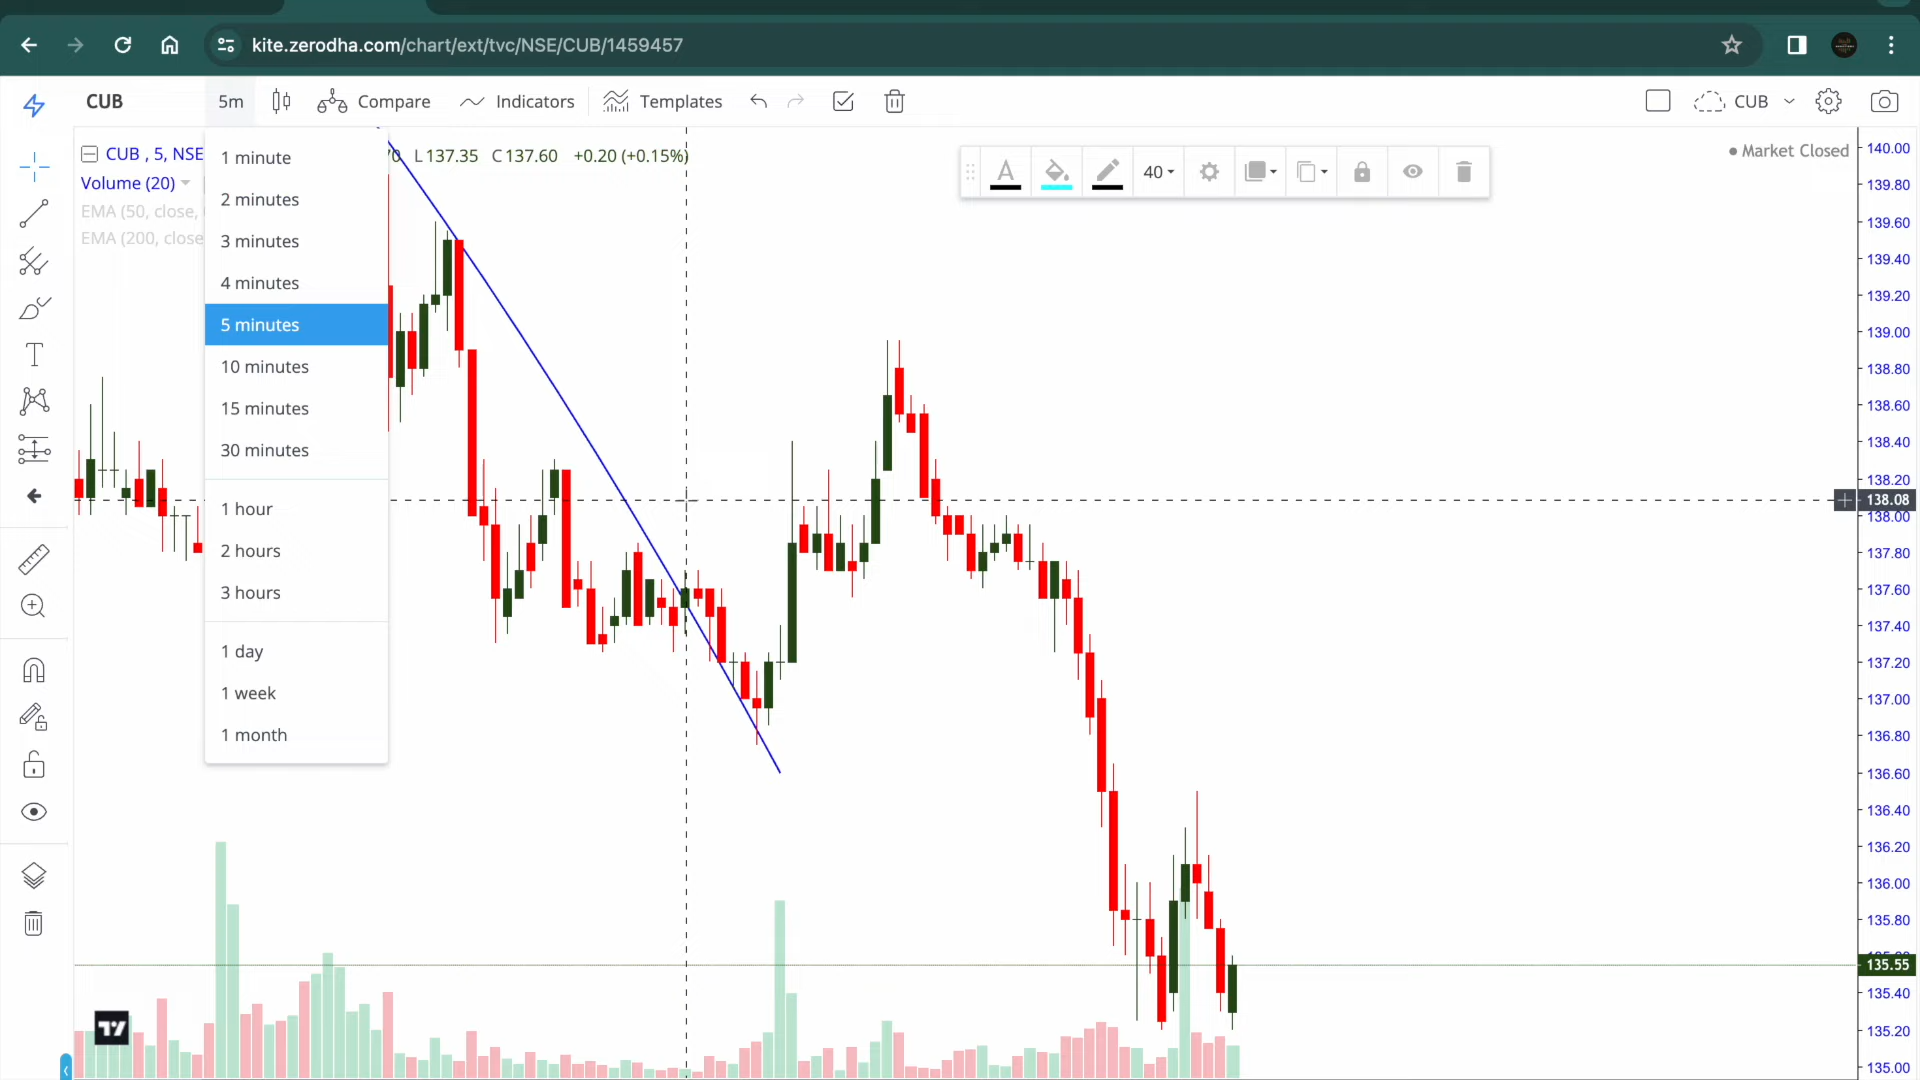 kite.zerodha.com/chart/ext/tvc/NSE/CUB/1459457
CUB 5m Compare Indicators Templates CUB
CUB , 5, NSE L137.35 C137.60 +0.20 (+0.15%)
Market Closed
Volume (20)
EMA (50, close,
EMA (200, close
40
1 minute
2 minutes
3 minutes
4 minutes
5 minutes
10 minutes
15 minutes
30 minutes
1 hour
2 hours
3 hours
1 day
1 week
1 month
140.00
139.80
139.60
139.40
139.20
139.00
138.80
138.60
138.40
138.20
138.08
138.00
137.80
137.60
137.40
137.20
137.00
136.80
136.60
136.40
136.20
136.00
135.80
135.55
135.40
135.20
135.00